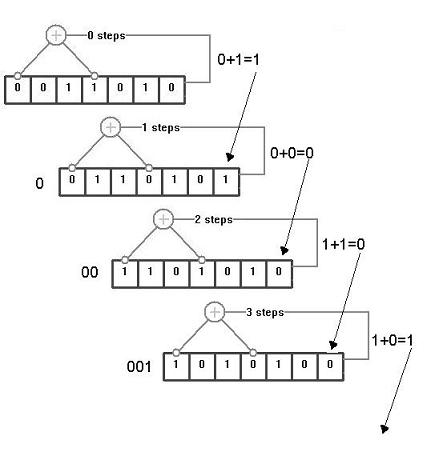 0 steps
0+1=1
0 0 1 1 0 1 0
1 steps
0+0=0
0 0 1 1 0 1 0 1
2 steps
1+1=0
00 1 1 0 1 0 1 0
3 steps
1+0=1
001 1 0 1 0 1 0 0